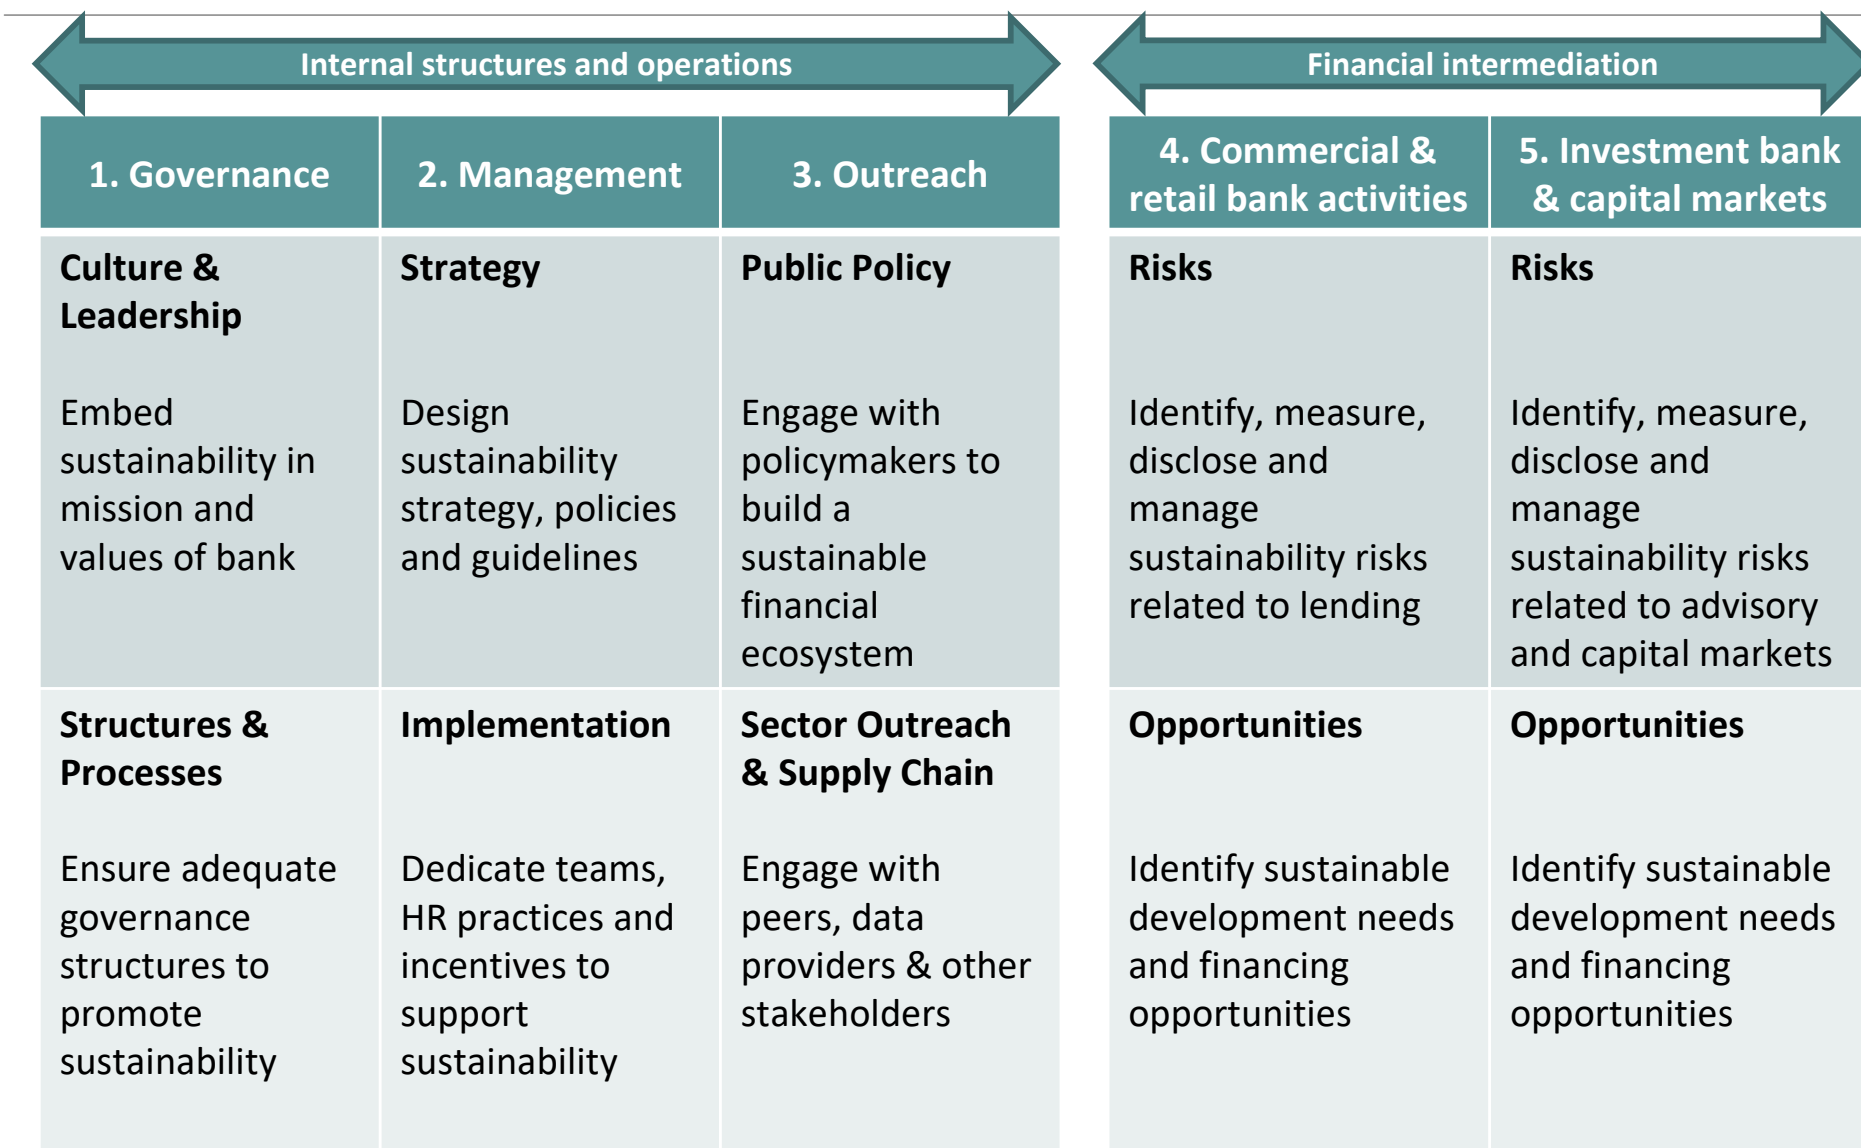 Internal structures and operations
Financial intermediation
1. Governance
2. Management
3. Outreach
4. Commercial &
retail bank activities
5. Investment bank
& capital markets
Culture &
Leadership
Embed
sustainability in
mission and
values of bank
Strategy
Design
sustainability
strategy, policies
and guidelines
Public Policy
Engage with
policymakers to
build a
sustainable
financial
ecosystem
Risks
Identify, measure,
disclose and
manage
sustainability risks
related to lending
Risks
Identify, measure,
disclose and
manage
sustainability risks
related to advisory
and capital markets
Structures &
Processes
Ensure adequate
governance
structures to
promote
sustainability
Implementation
Dedicate teams,
HR practices and
incentives to
support
sustainability
Sector Outreach
& Supply Chain
Engage with
peers, data
providers & other
stakeholders
Opportunities
Identify sustainable
development needs
and financing
opportunities
Opportunities
Identify sustainable
development needs
and financing
opportunities